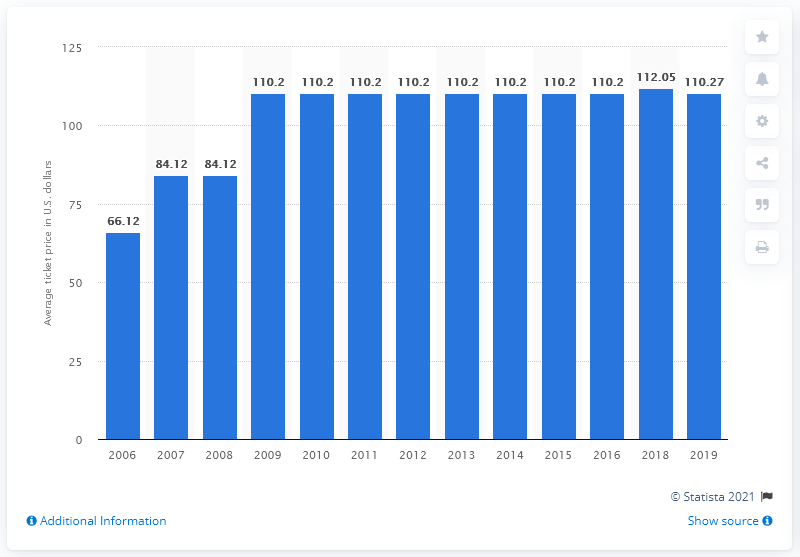 125
100
75
50
25
0
Average ticket price in U.S. dollars
66.12 84.12 84.12 110.2 110.2 110.2 110.2 110.2 110.2 110.2 110.2 112.05 110.27
2006 2007 2008 2009 2010 2011 2012 2013 2014 2015 2016 2018 2019
© Statista 2021
Additional Information Show source